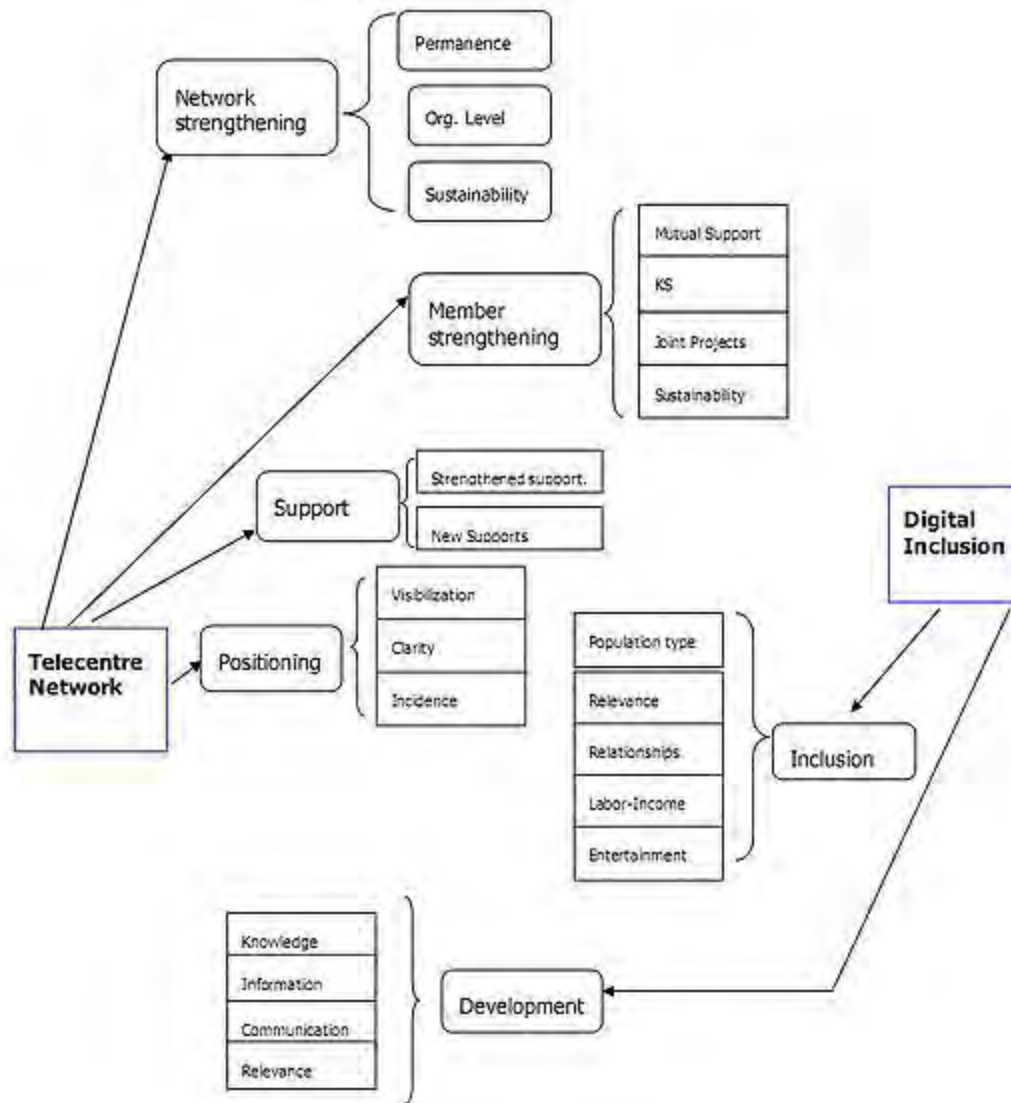 Permanence
Network
strengthening
Org. Level
Sustainability
Mutual Support
KS
Member
strengthening
Joint Projects
Sustainability
Strengthened support.
Support
New Supports
Digital
Inclusion
Visibilization
Telecentre
Network
Positioning
Clarity
Incidence
Population type
Relevance
Relationships
Inclusion
Labor-Income
Entertainment
Knowledge
Information
Development
Communication
Relevance